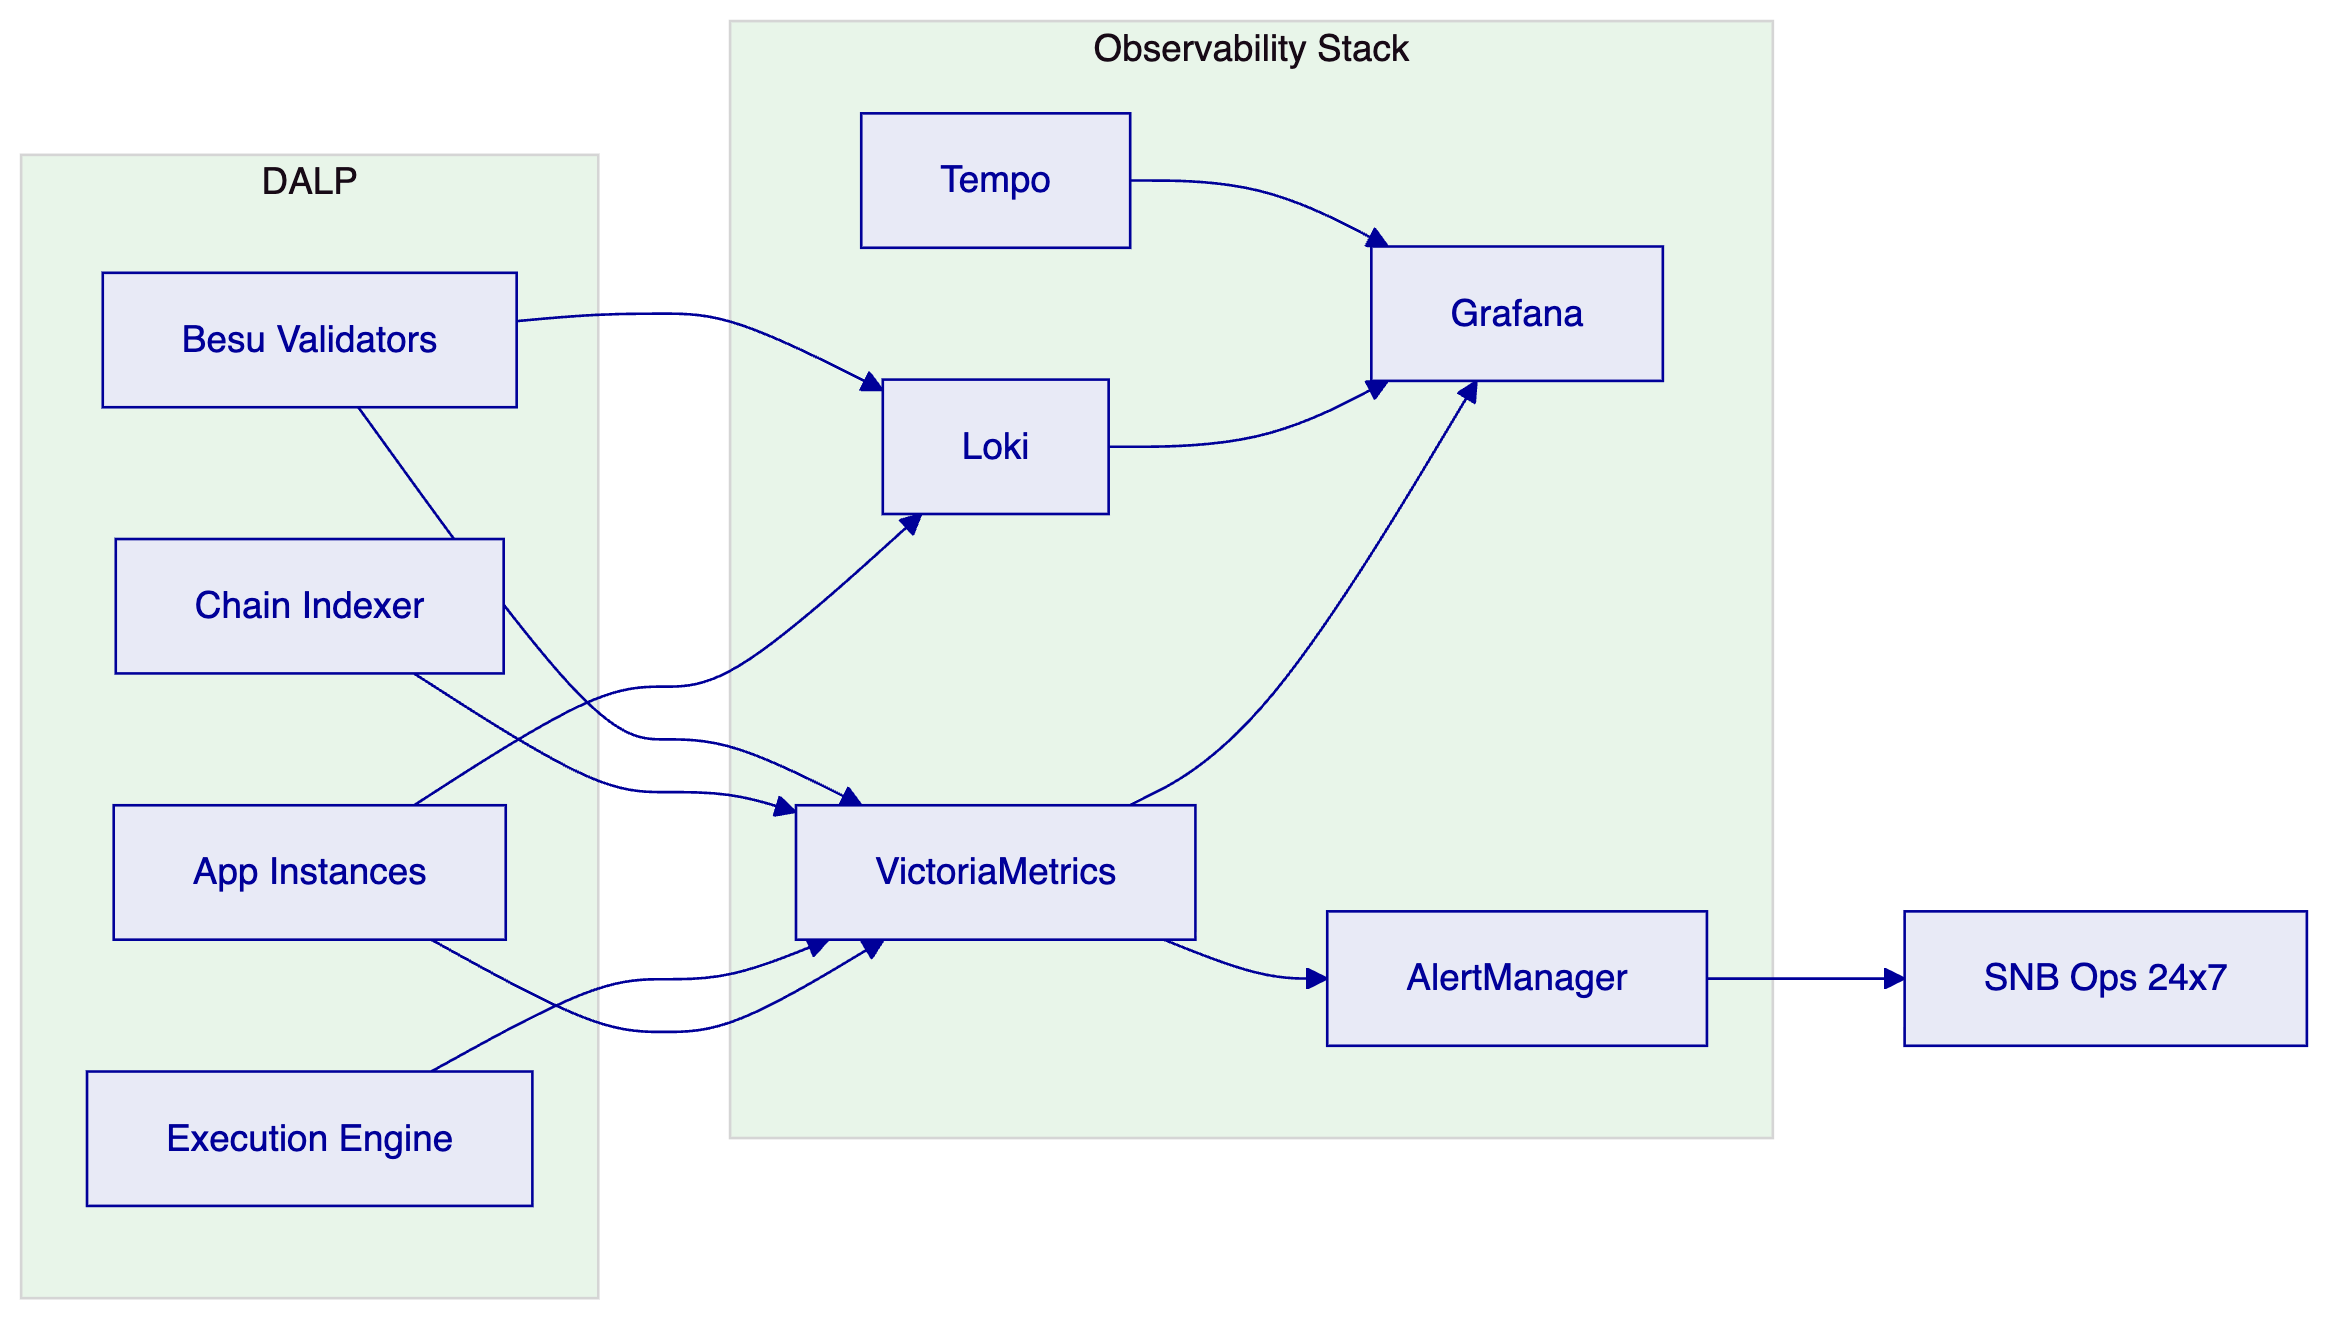 DALP
Besu Validators
Chain Indexer
App Instances
Execution Engine
Observability Stack
Tempo
Loki
Grafana
VictoriaMetrics
AlertManager
SNB Ops 24x7